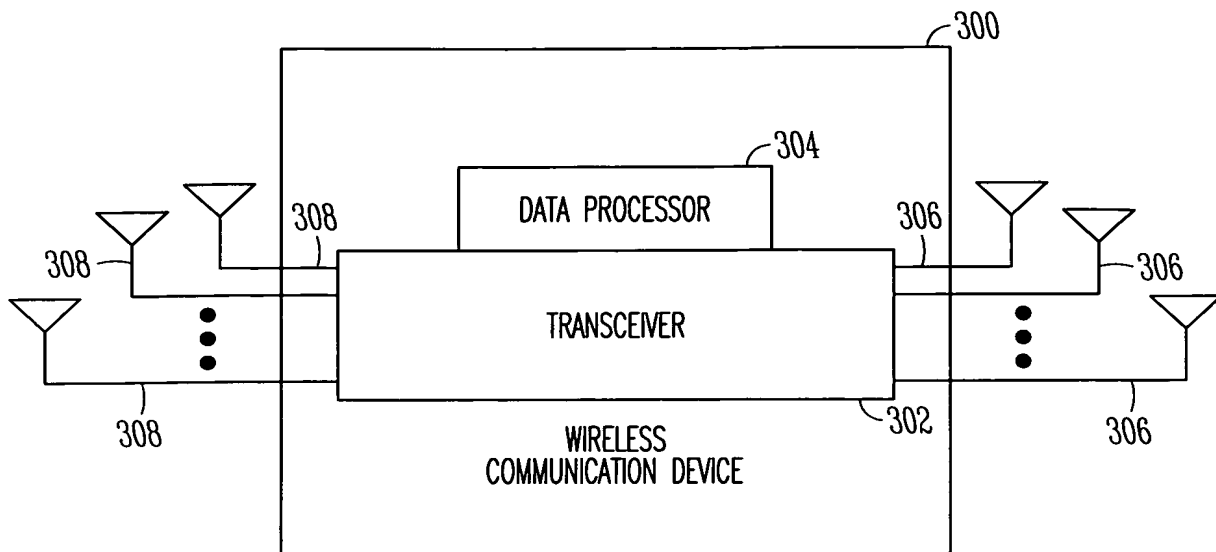 300
304
DATA PROCESSOR
308
306
308
306
TRANSCEIVER
308
302
306
WIRELESS
COMMUNICATION DEVICE